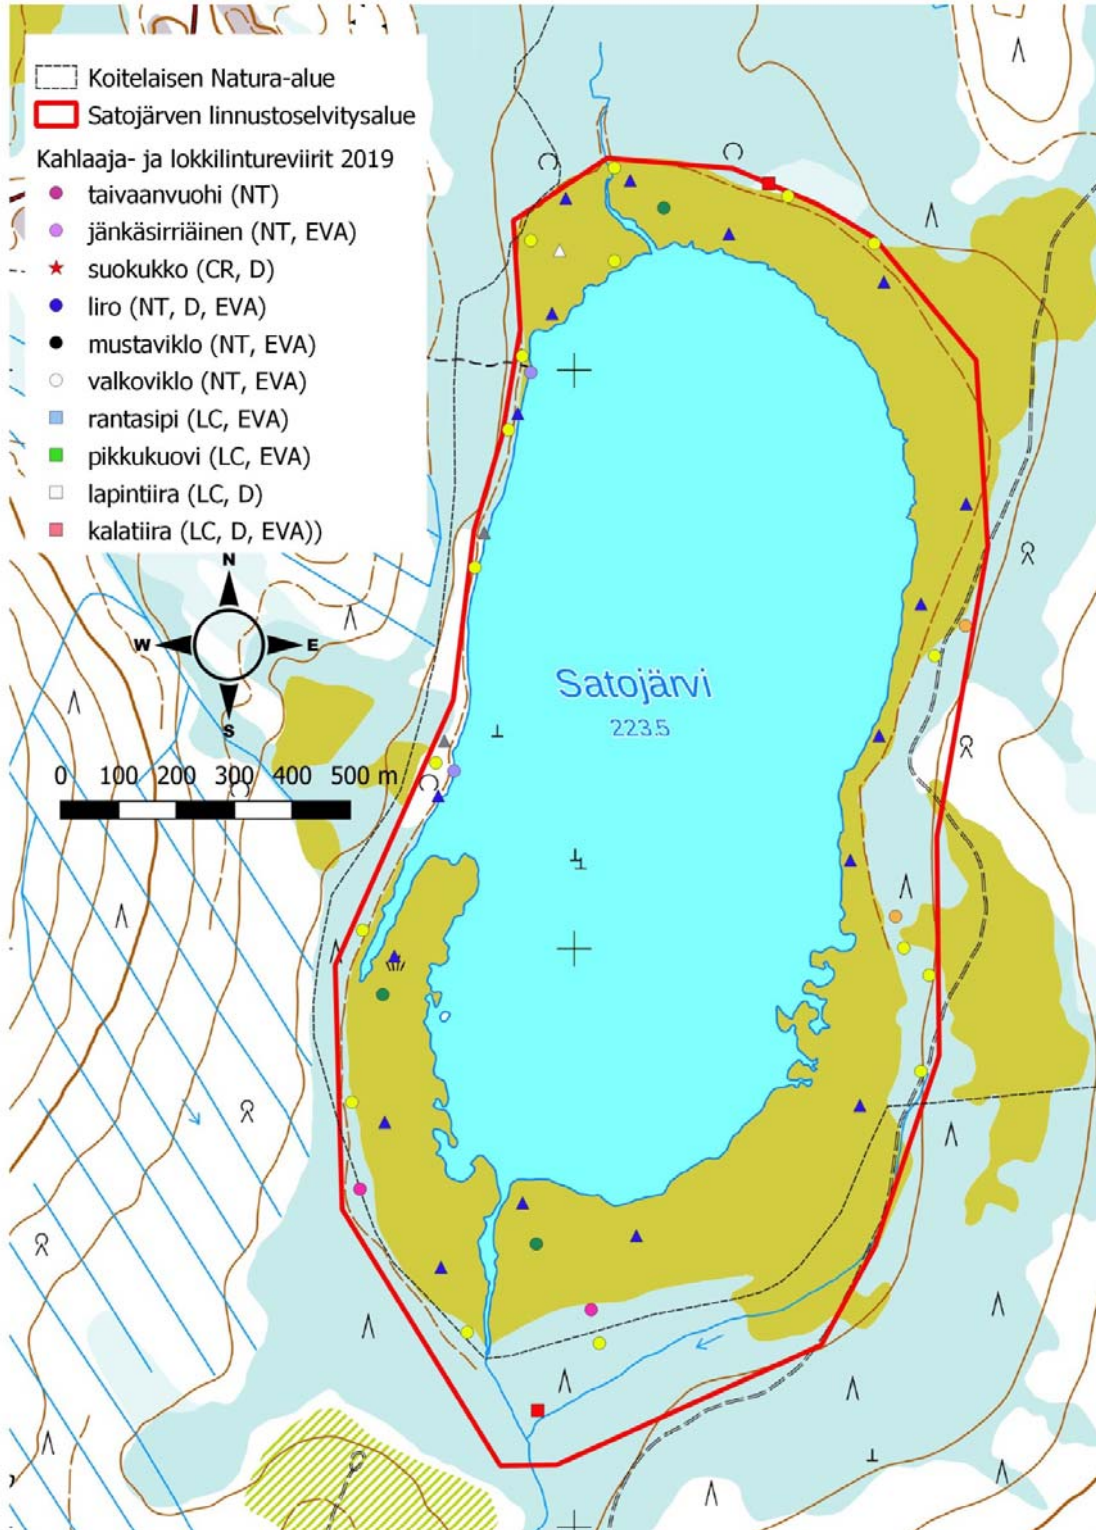 Koitelaisen Natura-alue
Satojärven linnustoselvitysalue
Kahlaaja- ja lokkilintureviirit 2019
taivaanvuohi (NT)
jänkäsirriäinen (NT, EVA)
suokukko (CR, D)
liro (NT, D, EVA)
mustaviklo (NT, EVA)
valkoviklo (NT, EVA)
rantasipi (LC, EVA)
pikkukuovi (LC, EVA)
lapintiira (LC, D)
kalatiira (LC, D, EVA))
N
W E
S
0 100 200 300 400 500 m
Satojärvi
223.5